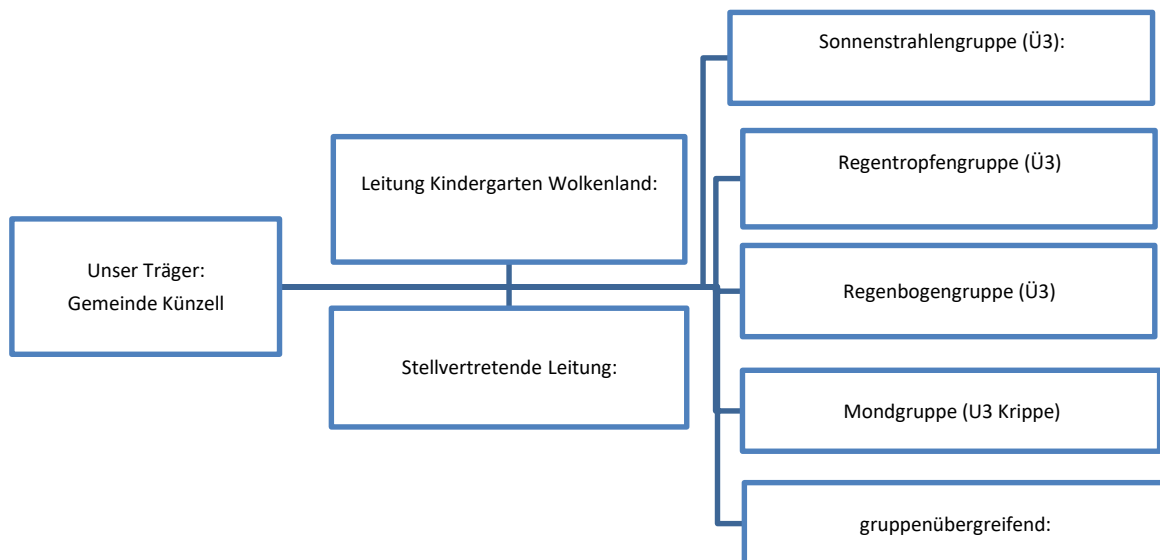 Unser Träger:
Gemeinde Künzell
Leitung Kindergarten Wolkenland:
Stellvertretende Leitung:
Sonnenstrahlengruppe (Ü3):
Regentropfengruppe (Ü3)
Regenbogengruppe (Ü3)
Mondgruppe (U3 Krippe)
gruppenübergreifend: